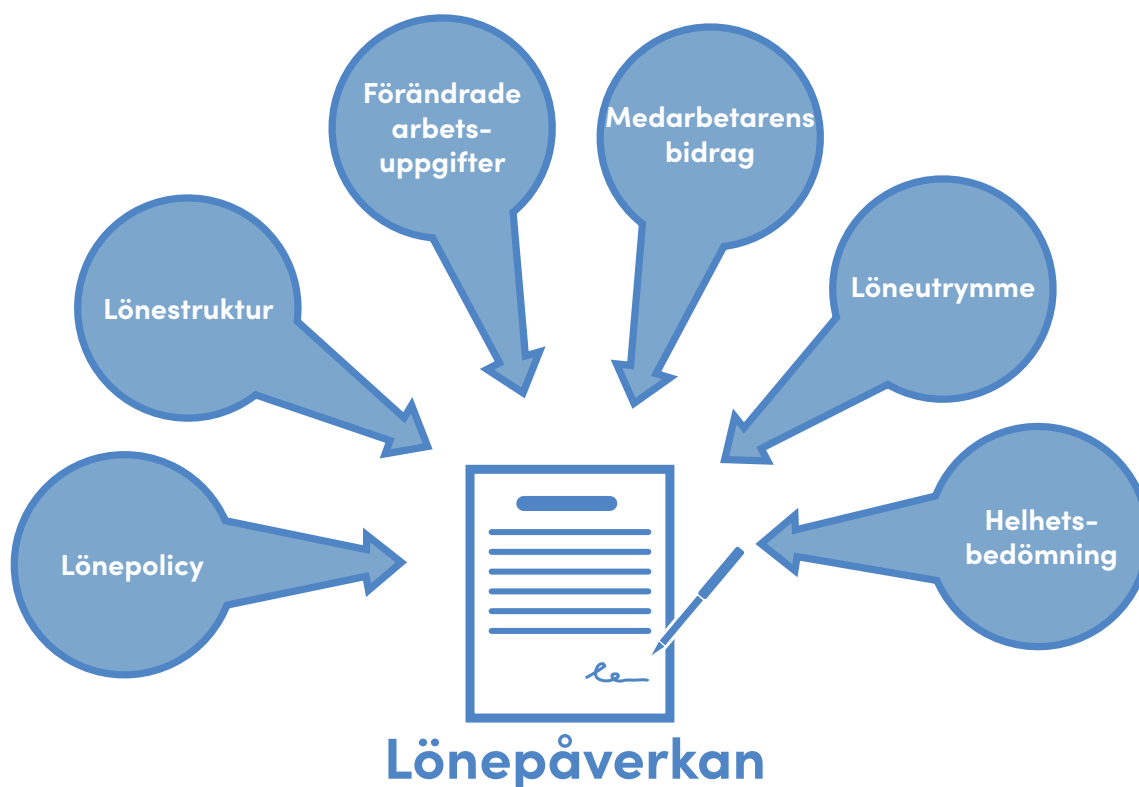 Förändrade
arbets-
uppgifter
Medarbetarens
bidrag
Lönestruktur
Löneutrymme
Lönepolicy
Helhets-
bedömning
Lönepåverkan